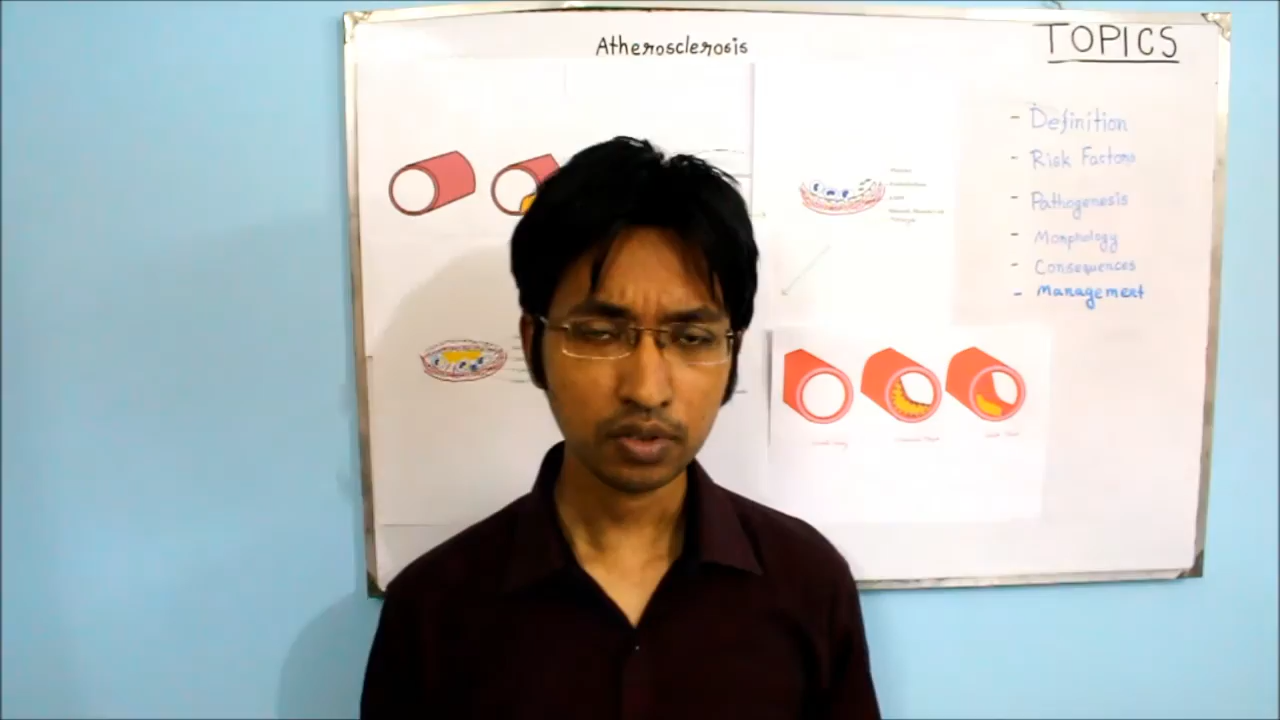 Atherosclerosis
TOPICS
- Definition
- Risk Factors
- Pathogenesis
- Morphology
- Consequences
- Management